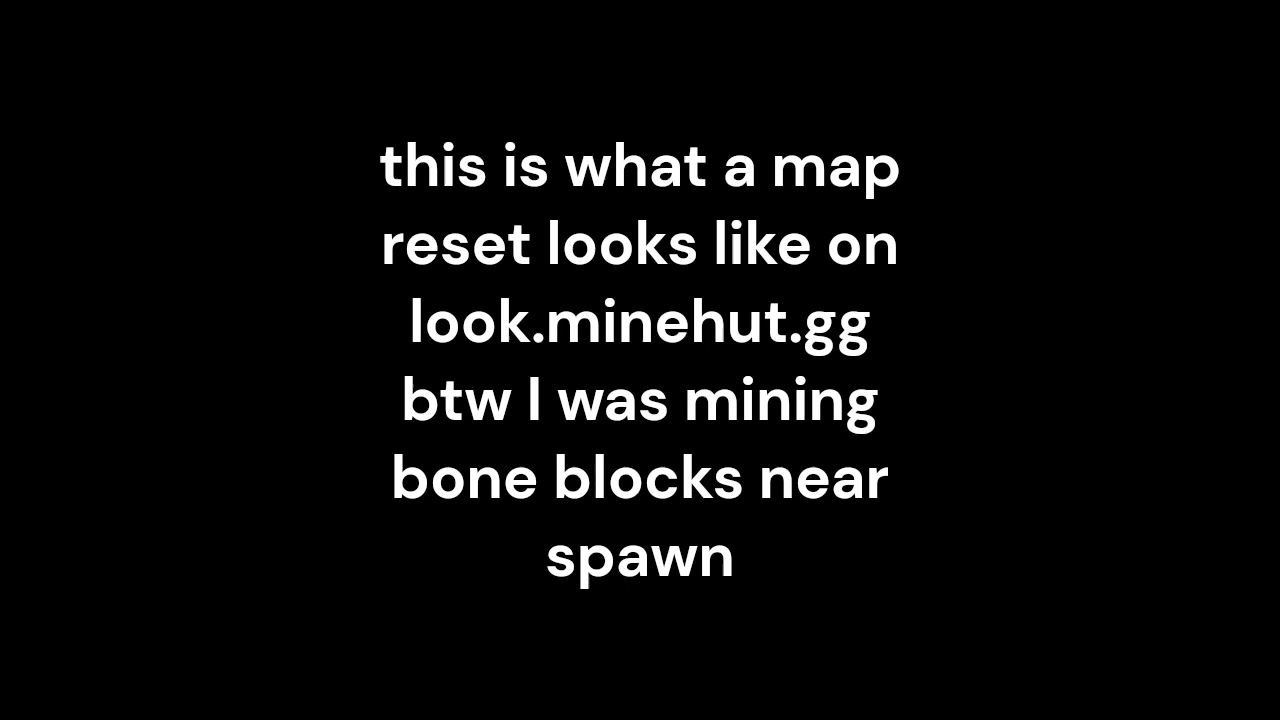 this is what a map
reset looks like on
look.minehut.gg
btw I was mining
bone blocks near
spawn